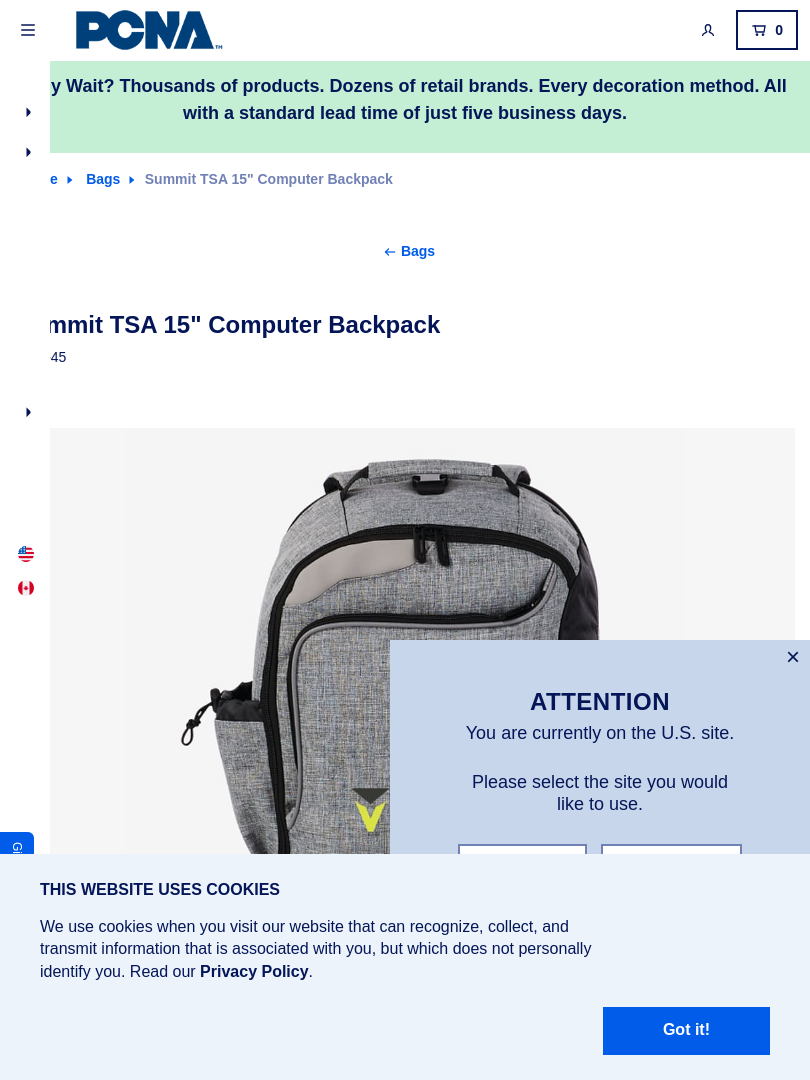 PCNA
TM
0
y Wait? Thousands of products. Dozens of retail brands. Every decoration method. All
with a standard lead time of just five business days.
e Bags Summit TSA 15" Computer Backpack
← Bags
mmit TSA 15" Computer Backpack
45
ATTENTION
You are currently on the U.S. site.
Please select the site you would
like to use.
Gi
THIS WEBSITE USES COOKIES
We use cookies when you visit our website that can recognize, collect, and
transmit information that is associated with you, but which does not personally
identify you. Read our Privacy Policy.
Got it!